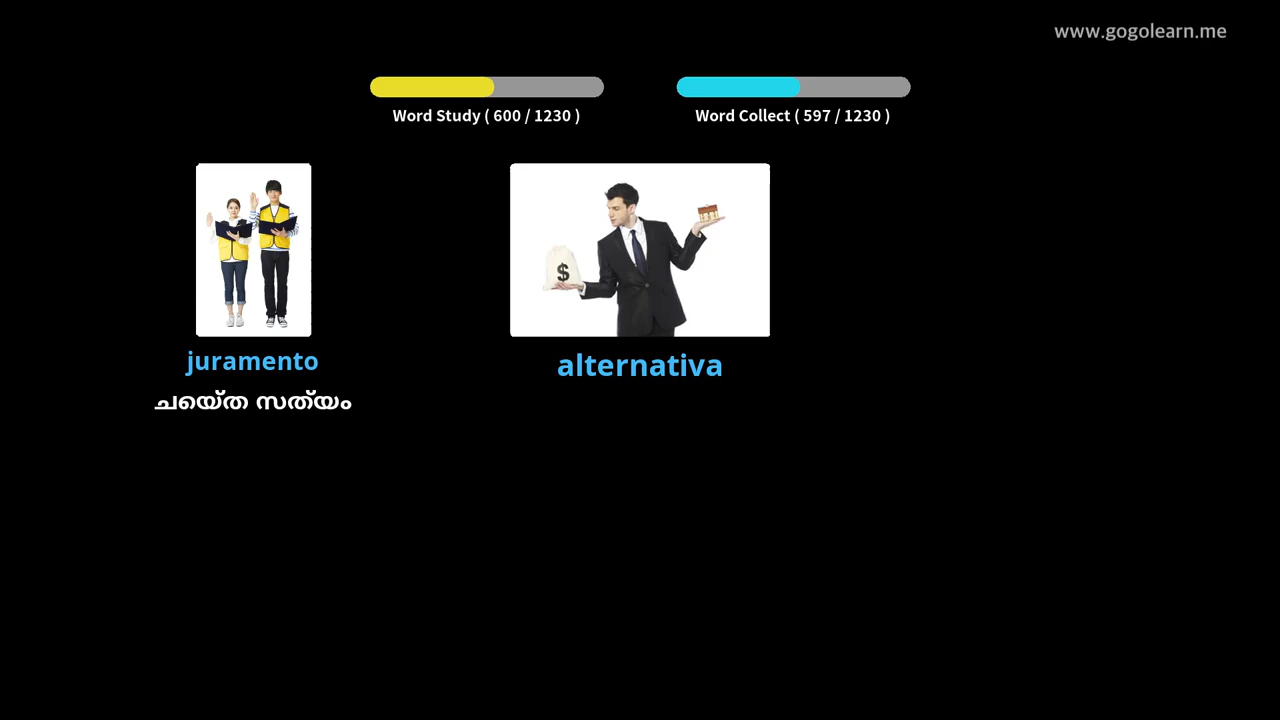 www.gogolearn.me
Word Study ( 600 / 1230 )
Word Collect ( 597 / 1230 )
$
juramento
alternativa
ചയ്തെ സത്യം